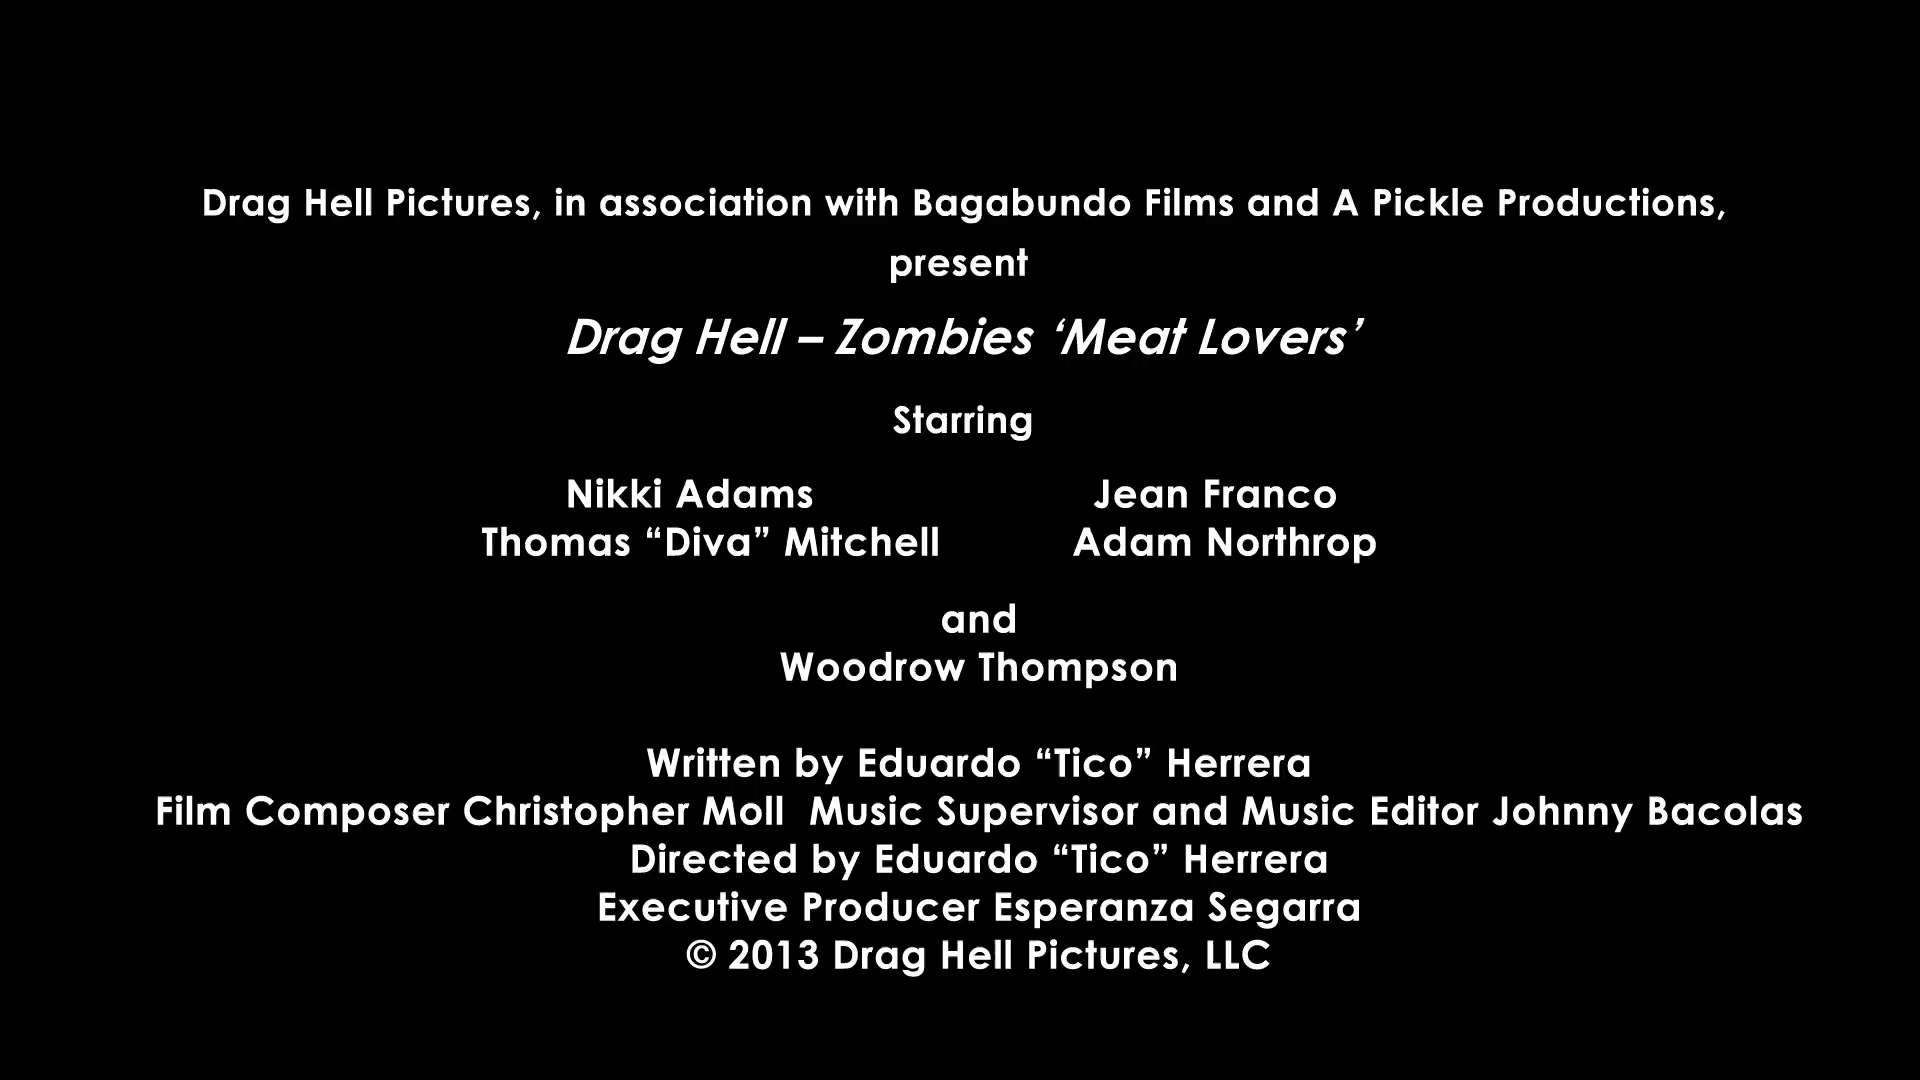 Drag Hell Pictures, in association with Bagabundo Films and A Pickle Productions,
present
Drag Hell – Zombies ‘Meat Lovers’
Starring
Nikki Adams Jean Franco
Thomas “Diva” Mitchell Adam Northrop
and
Woodrow Thompson
Written by Eduardo “Tico” Herrera
Film Composer Christopher Moll  Music Supervisor and Music Editor Johnny Bacolas
Directed by Eduardo “Tico” Herrera
Executive Producer Esperanza Segarra
© 2013 Drag Hell Pictures, LLC